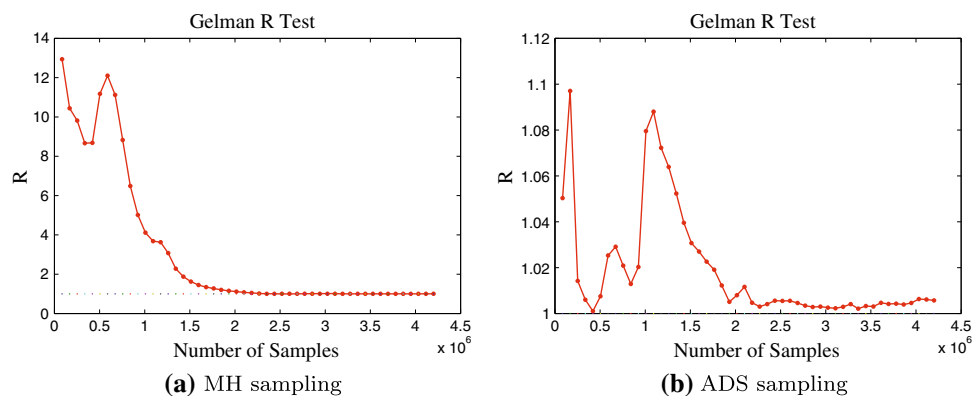 Gelman R Test
14
12
10
8
6
4
2
0
R
0 0.5 1 1.5 2 2.5 3 3.5 4 4.5
x 10^6
Number of Samples
(a) MH sampling
Gelman R Test
1.12
1.1
1.08
1.06
1.04
1.02
1
R
0 0.5 1 1.5 2 2.5 3 3.5 4 4.5
x 10^6
Number of Samples
(b) ADS sampling